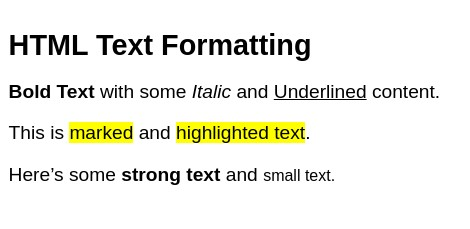 HTML Text Formatting
Bold Text with some Italic and Underlined content.
This is marked and highlighted text.
Here’s some strong text and small text.